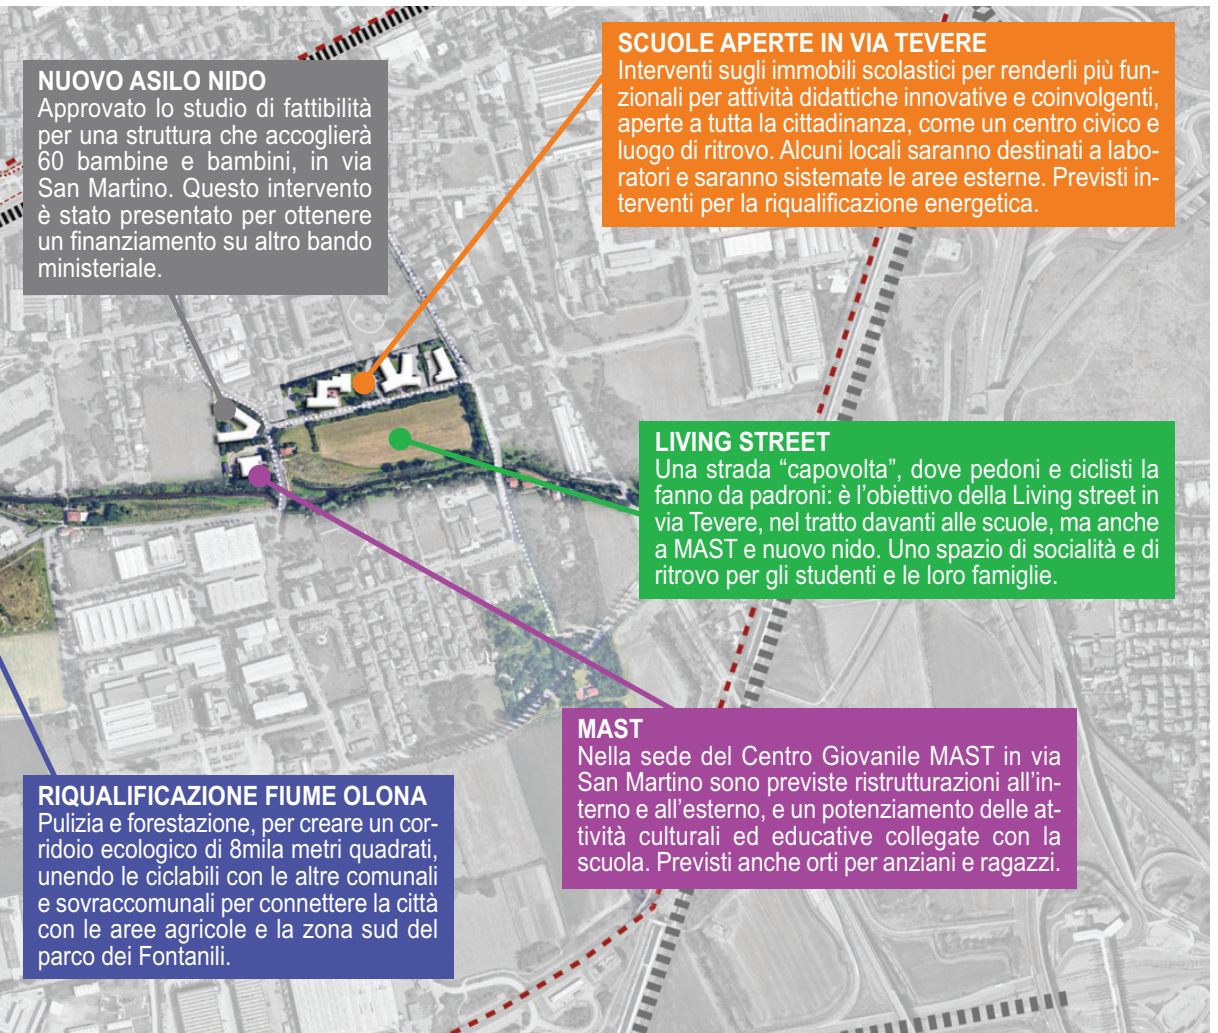 NUOVO ASILO NIDO
Approvato lo studio di fattibilità
per una struttura che accoglierà
60 bambine e bambini, in via
San Martino. Questo intervento
è stato presentato per ottenere
un finanziamento su altro bando
ministeriale.
SCUOLE APERTE IN VIA TEVERE
Interventi sugli immobili scolastici per renderli più fun-
zionali per attività didattiche innovative e coinvolgenti,
aperte a tutta la cittadinanza, come un centro civico e
luogo di ritrovo. Alcuni locali saranno destinati a labo-
ratori e saranno sistemate le aree esterne. Previsti in-
terventi per la riqualificazione energetica.
LIVING STREET
Una strada “capovolta”, dove pedoni e ciclisti la
fanno da padroni: è l’obiettivo della Living street in
via Tevere, nel tratto davanti alle scuole, ma anche
a MAST e nuovo nido. Uno spazio di socialità e di
ritrovo per gli studenti e le loro famiglie.
MAST
Nella sede del Centro Giovanile MAST in via
San Martino sono previste ristrutturazioni all’in-
terno e all’esterno, e un potenziamento delle at-
tività culturali ed educative collegate con la
scuola. Previsti anche orti per anziani e ragazzi.
RIQUALIFICAZIONE FIUME OLONA
Pulizia e forestazione, per creare un cor-
ridoio ecologico di 8mila metri quadrati,
unendo le ciclabili con le altre comunali
e sovraccomunali per connettere la città
con le aree agricole e la zona sud del
parco dei Fontanili.